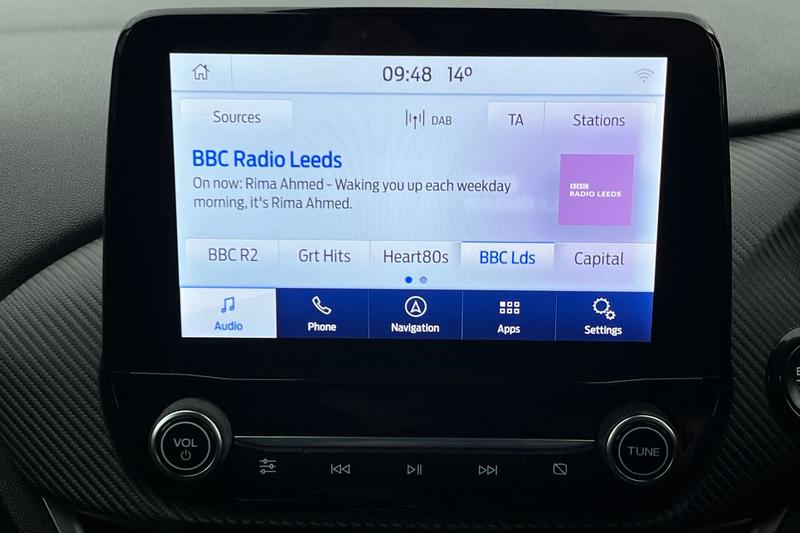 09:48 14º
Sources DAB TA Stations
BBC Radio Leeds
On now: Rima Ahmed - Waking you up each weekday
morning, it's Rima Ahmed.
BBC
RADIO LEEDS
BBC R2 Grt Hits Heart80s BBC Lds Capital
Audio Phone Navigation Apps Settings
VOL
TUNE